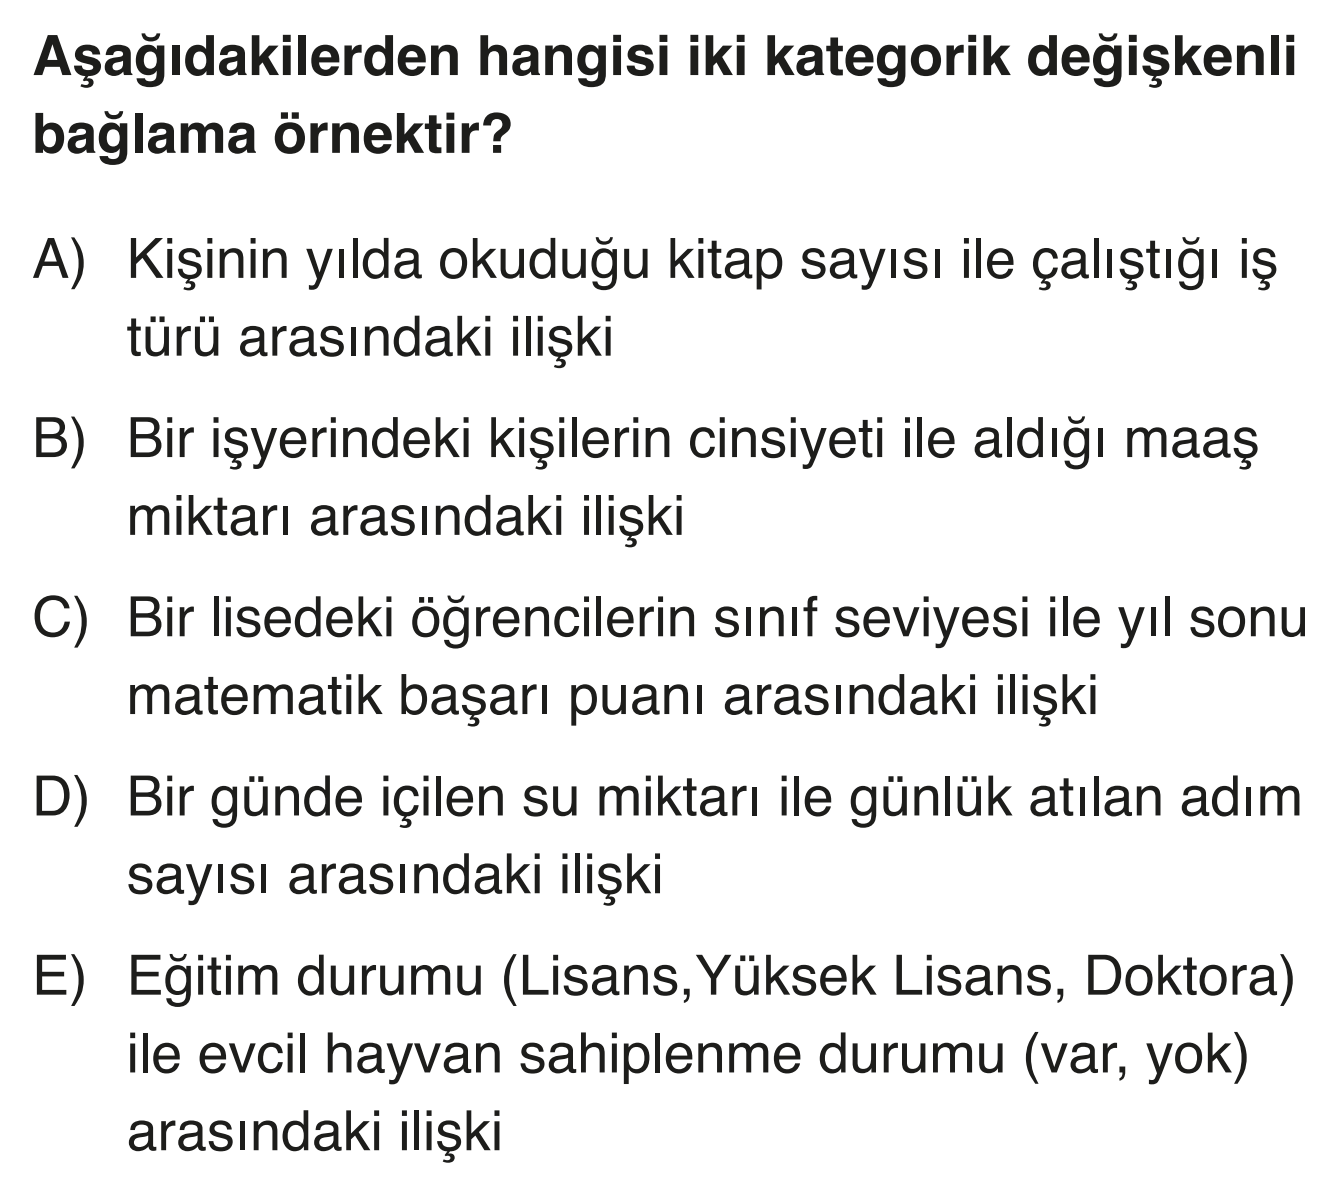 Aşağıdakilerden hangisi iki kategorik değişkenli
bağlama örnektir?
A) Kişinin yılda okuduğu kitap sayısı ile çalıştığı iş
türü arasındaki ilişki
B) Bir işyerindeki kişilerin cinsiyeti ile aldığı maaş
miktarı arasındaki ilişki
C) Bir lisedeki öğrencilerin sınıf seviyesi ile yıl sonu
matematik başarı puanı arasındaki ilişki
D) Bir günde içilen su miktarı ile günlük atılan adım
sayısı arasındaki ilişki
E) Eğitim durumu (Lisans,Yüksek Lisans, Doktora)
ile evcil hayvan sahiplenme durumu (var, yok)
arasındaki ilişki